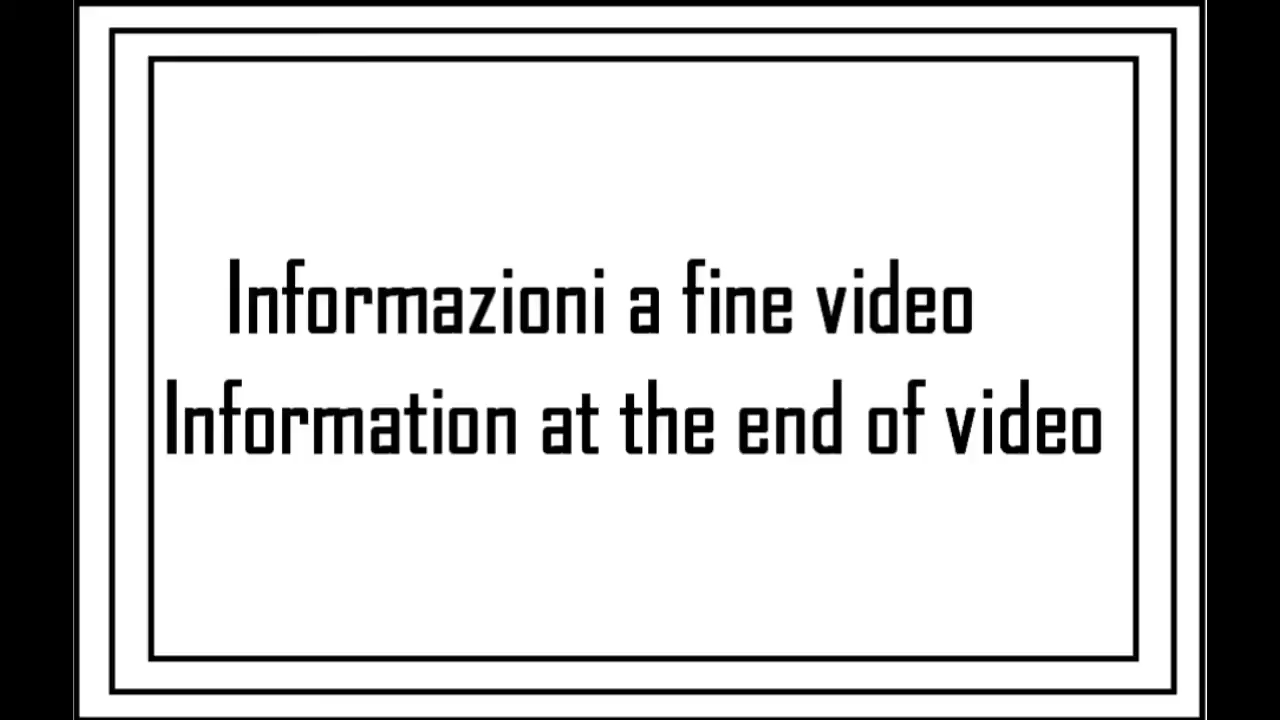 Informazioni a fine video
Information at the end of video